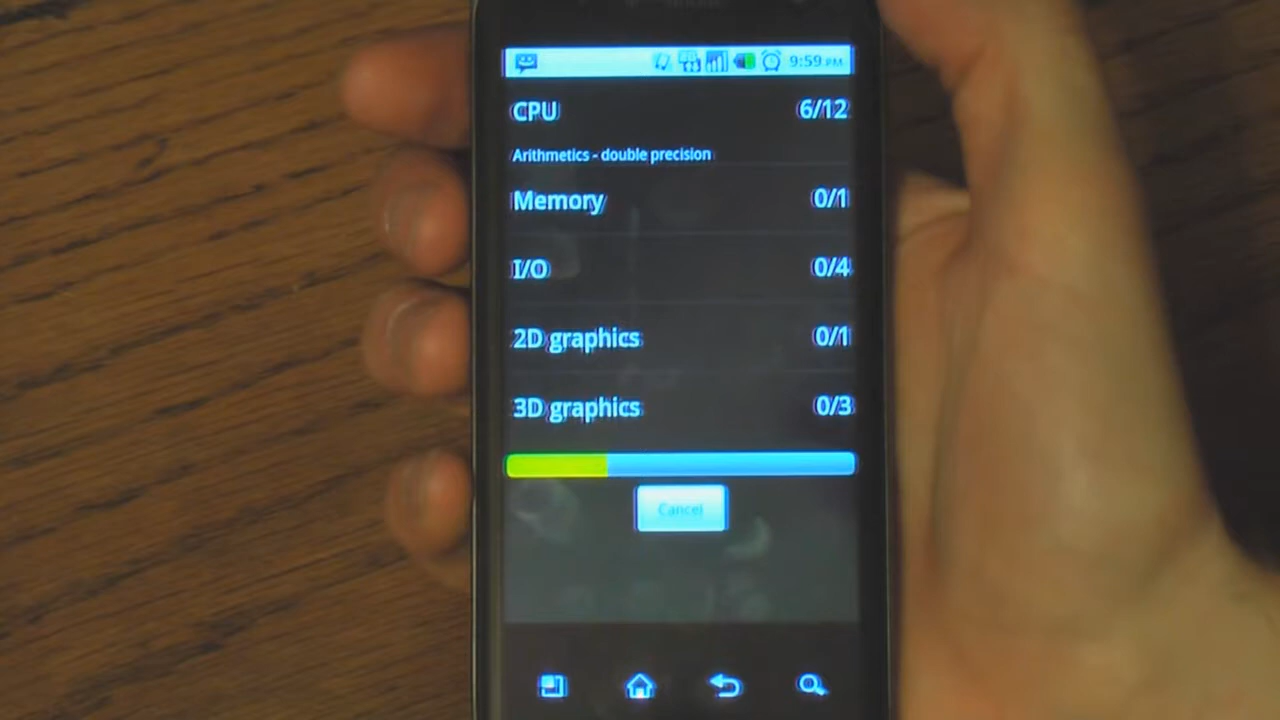 9:59 PM
CPU 6/12
Arithmetics - double precision
Memory 0/1
I/O 0/4
2D graphics 0/1
3D graphics 0/3
Cancel